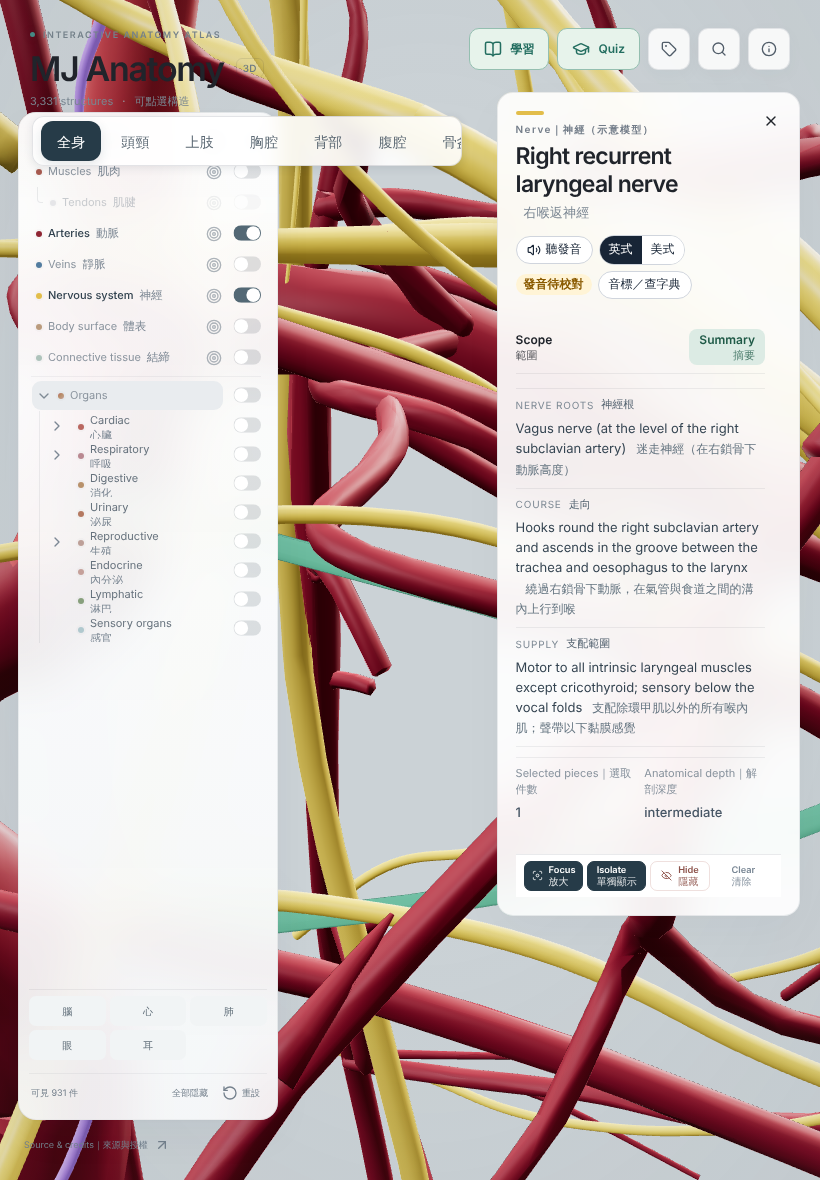 INTERACTIVE ANATOMY ATLAS
MJ Anatomy 3D
3,331 structures · 可點選構造
學習
Quiz
全身 頭頸 上肢 胸腔 背部 腹腔
Muscles 肌肉
Tendons 肌腱
Arteries 動脈
Veins 靜脈
Nervous system 神經
Body surface 體表
Connective tissue 結締
Organs
Cardiac
心臟
Respiratory
呼吸
Digestive
消化
Urinary
泌尿
Reproductive
生殖
Endocrine
內分泌
Lymphatic
淋巴
Sensory organs
感官
腦 心 肺
眼 耳
可見 931 件 全部隱藏 重設
Source & credits | 來源與授權
Nerve | 神經（示意模型）
Right recurrent
laryngeal nerve
右喉返神經
聽發音 英式 美式
發音待校對 音標／查字典
Scope
範圍
Summary
摘要
NERVE ROOTS 神經根
Vagus nerve (at the level of the right
subclavian artery) 迷走神經（在右鎖骨下
動脈高度）
COURSE 走向
Hooks round the right subclavian artery
and ascends in the groove between the
trachea and oesophagus to the larynx
繞過右鎖骨下動脈，在氣管與食道之間的溝
內上行到喉
SUPPLY 支配範圍
Motor to all intrinsic laryngeal muscles
except cricothyroid; sensory below the
vocal folds 支配除環甲肌以外的所有喉內
肌；聲帶以下黏膜感覺
Selected pieces | 選取
件數
1
Anatomical depth | 解
剖深度
intermediate
Focus
放大
Isolate
單獨顯示
Hide
隱藏
Clear
清除